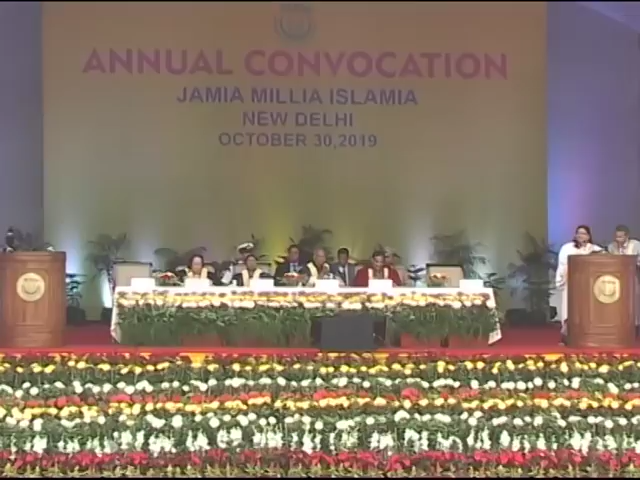 ANNUAL CONVOCATION
JAMIA MILLIA ISLAMIA
NEW DELHI
OCTOBER 30,2019